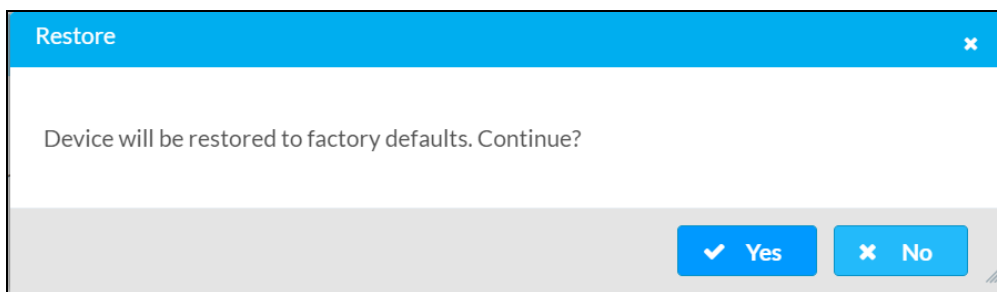 Restore
Device will be restored to factory defaults. Continue?
Yes
No